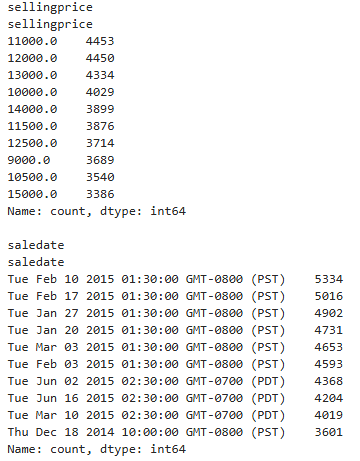 sellingprice
sellingprice
11000.0    4453
12000.0    4450
13000.0    4334
10000.0    4029
14000.0    3899
11500.0    3876
12500.0    3714
9000.0     3689
10500.0    3540
15000.0    3386
Name: count, dtype: int64

saledate
saledate
Tue Feb 10 2015 01:30:00 GMT-0800 (PST)    5334
Tue Feb 17 2015 01:30:00 GMT-0800 (PST)    5016
Tue Jan 27 2015 01:30:00 GMT-0800 (PST)    4902
Tue Jan 20 2015 01:30:00 GMT-0800 (PST)    4731
Tue Mar 03 2015 01:30:00 GMT-0800 (PST)    4653
Tue Feb 03 2015 01:30:00 GMT-0800 (PST)    4593
Tue Jun 02 2015 02:30:00 GMT-0700 (PDT)    4368
Tue Jun 16 2015 02:30:00 GMT-0700 (PDT)    4204
Tue Mar 10 2015 02:30:00 GMT-0700 (PDT)    4019
Thu Dec 18 2014 10:00:00 GMT-0800 (PST)    3601
Name: count, dtype: int64